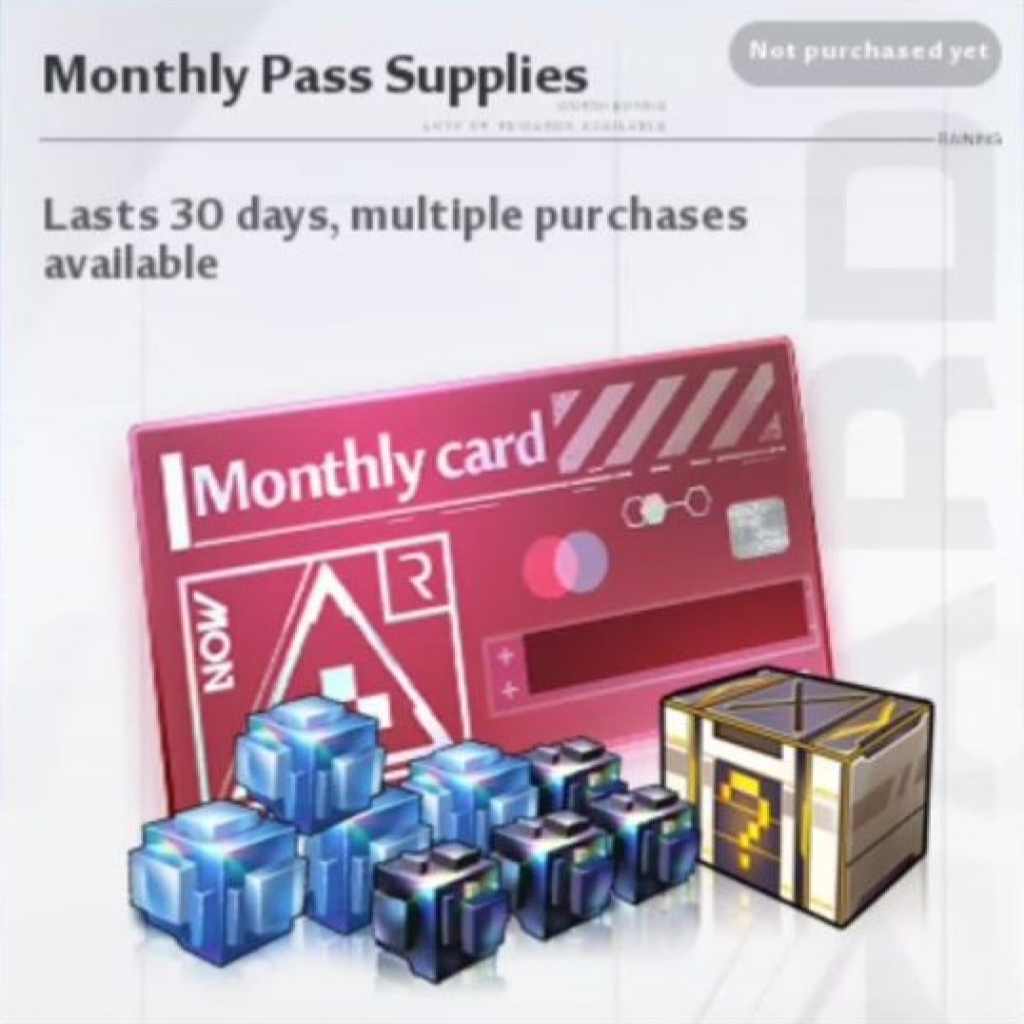 Monthly Pass Supplies
Not purchased yet
Lasts 30 days, multiple purchases
available
Monthly card
R
NOW
?